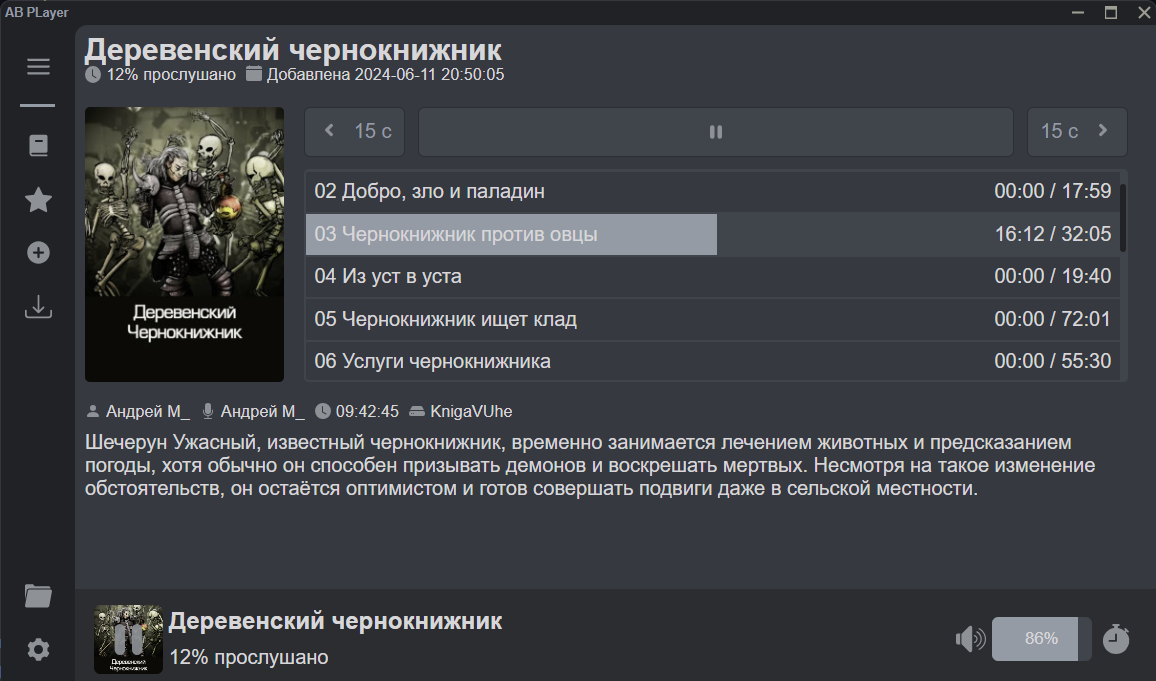 AB PLayer
Деревенский чернокнижник
12% прослушано Добавлена 2024-06-11 20:50:05
15 с 15 с
Деревенский
Чернокнижник
02 Добро, зло и паладин 00:00 / 17:59
03 Чернокнижник против овцы 16:12 / 32:05
04 Из уст в уста 00:00 / 19:40
05 Чернокнижник ищет клад 00:00 / 72:01
06 Услуги чернокнижника 00:00 / 55:30
Андрей М_ Андрей М_ 09:42:45 KnigaVUhe
Шечерун Ужасный, известный чернокнижник, временно занимается лечением животных и предсказанием
погоды, хотя обычно он способен призывать демонов и воскрешать мертвых. Несмотря на такое изменение
обстоятельств, он остаётся оптимистом и готов совершать подвиги даже в сельской местности.
Деревенский
Чернокнижник
Деревенский чернокнижник
12% прослушано
86%